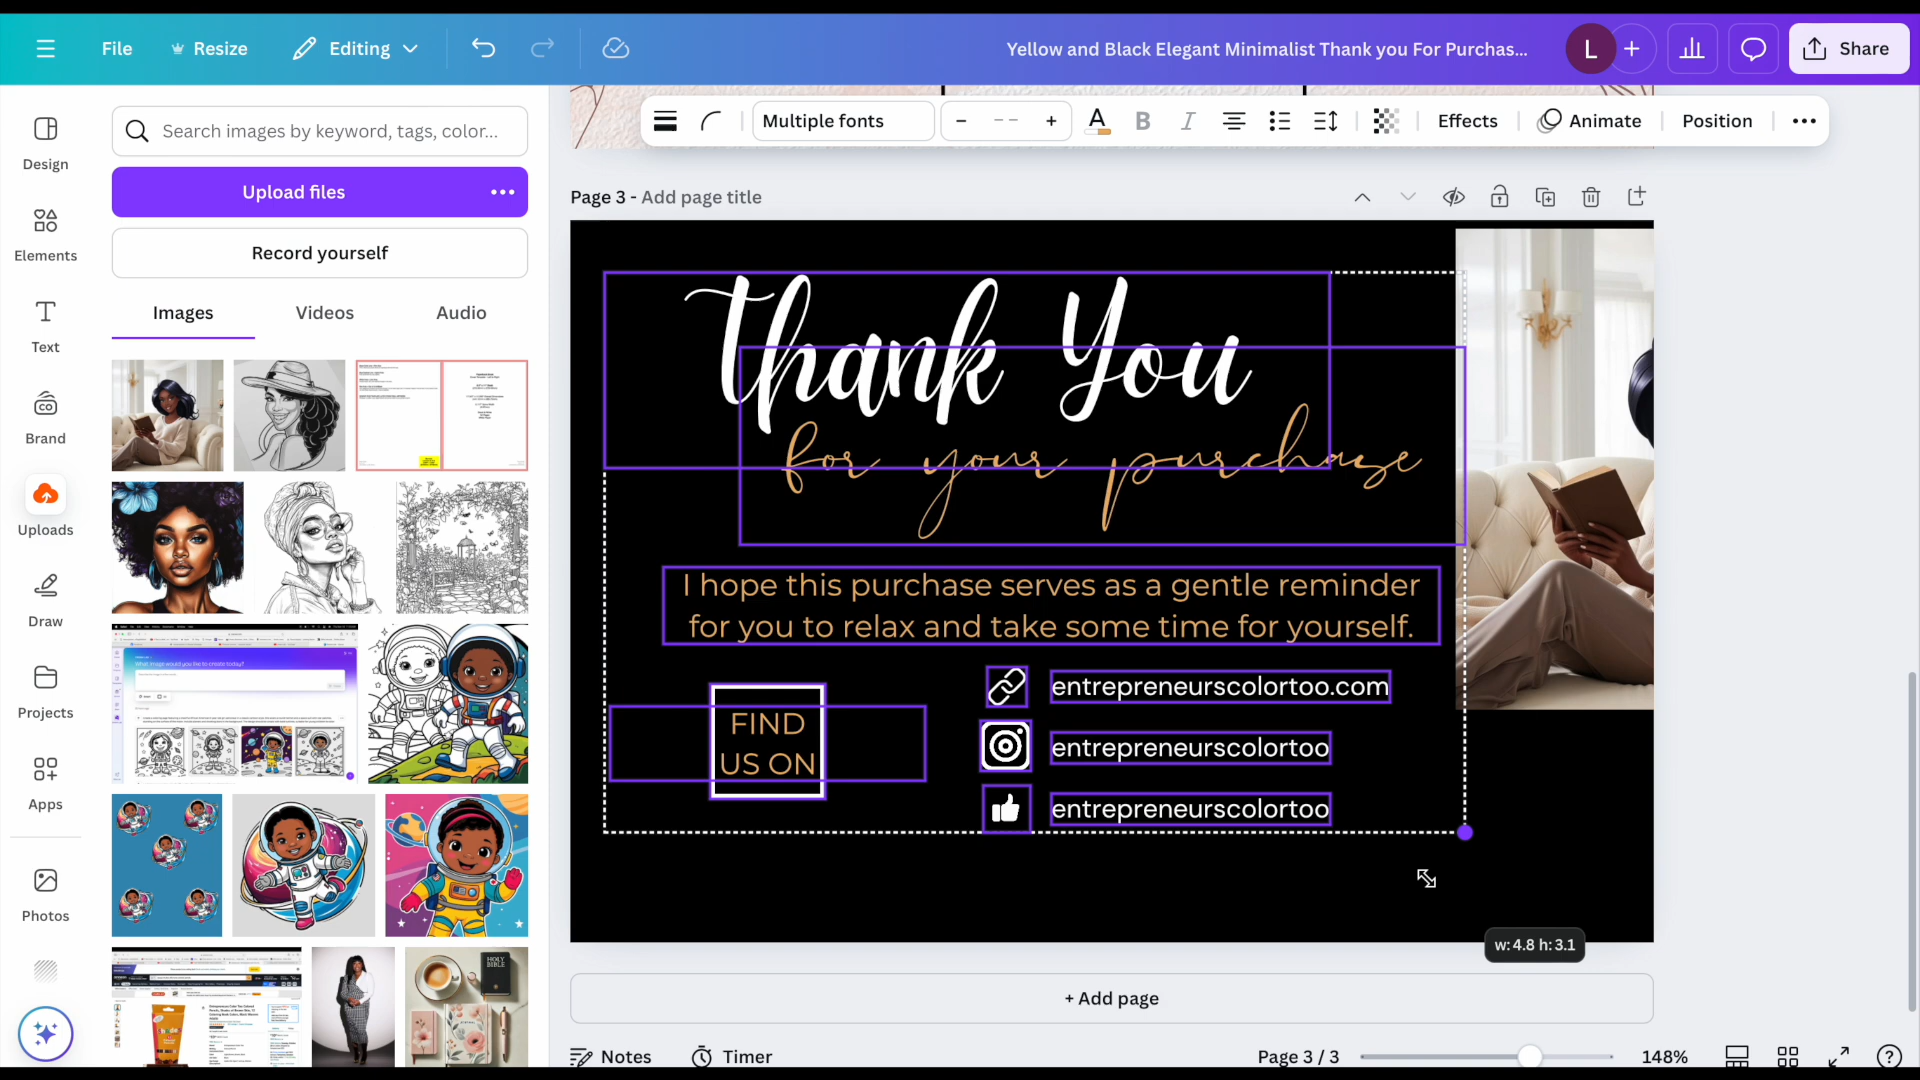 File
Resize
Editing
Yellow and Black Elegant Minimalist Thank you For Purchas...
L
Share
Design
Elements
Text
Brand
Uploads
Draw
Projects
Apps
Photos
Search images by keyword, tags, color...
Upload files
Record yourself
Images
Videos
Audio
Multiple fonts
A
B
I
Effects
Animate
Position
Page 3 - Add page title
Thank You
for your purchase
I hope this purchase serves as a gentle reminder
for you to relax and take some time for yourself.
FIND
US ON
entrepreneurscolortoo.com
entrepreneurscolortoo
entrepreneurscolortoo
w: 4.8 h: 3.1
+ Add page
Notes
Timer
Page 3 / 3
148%
HOLY
BIBLE